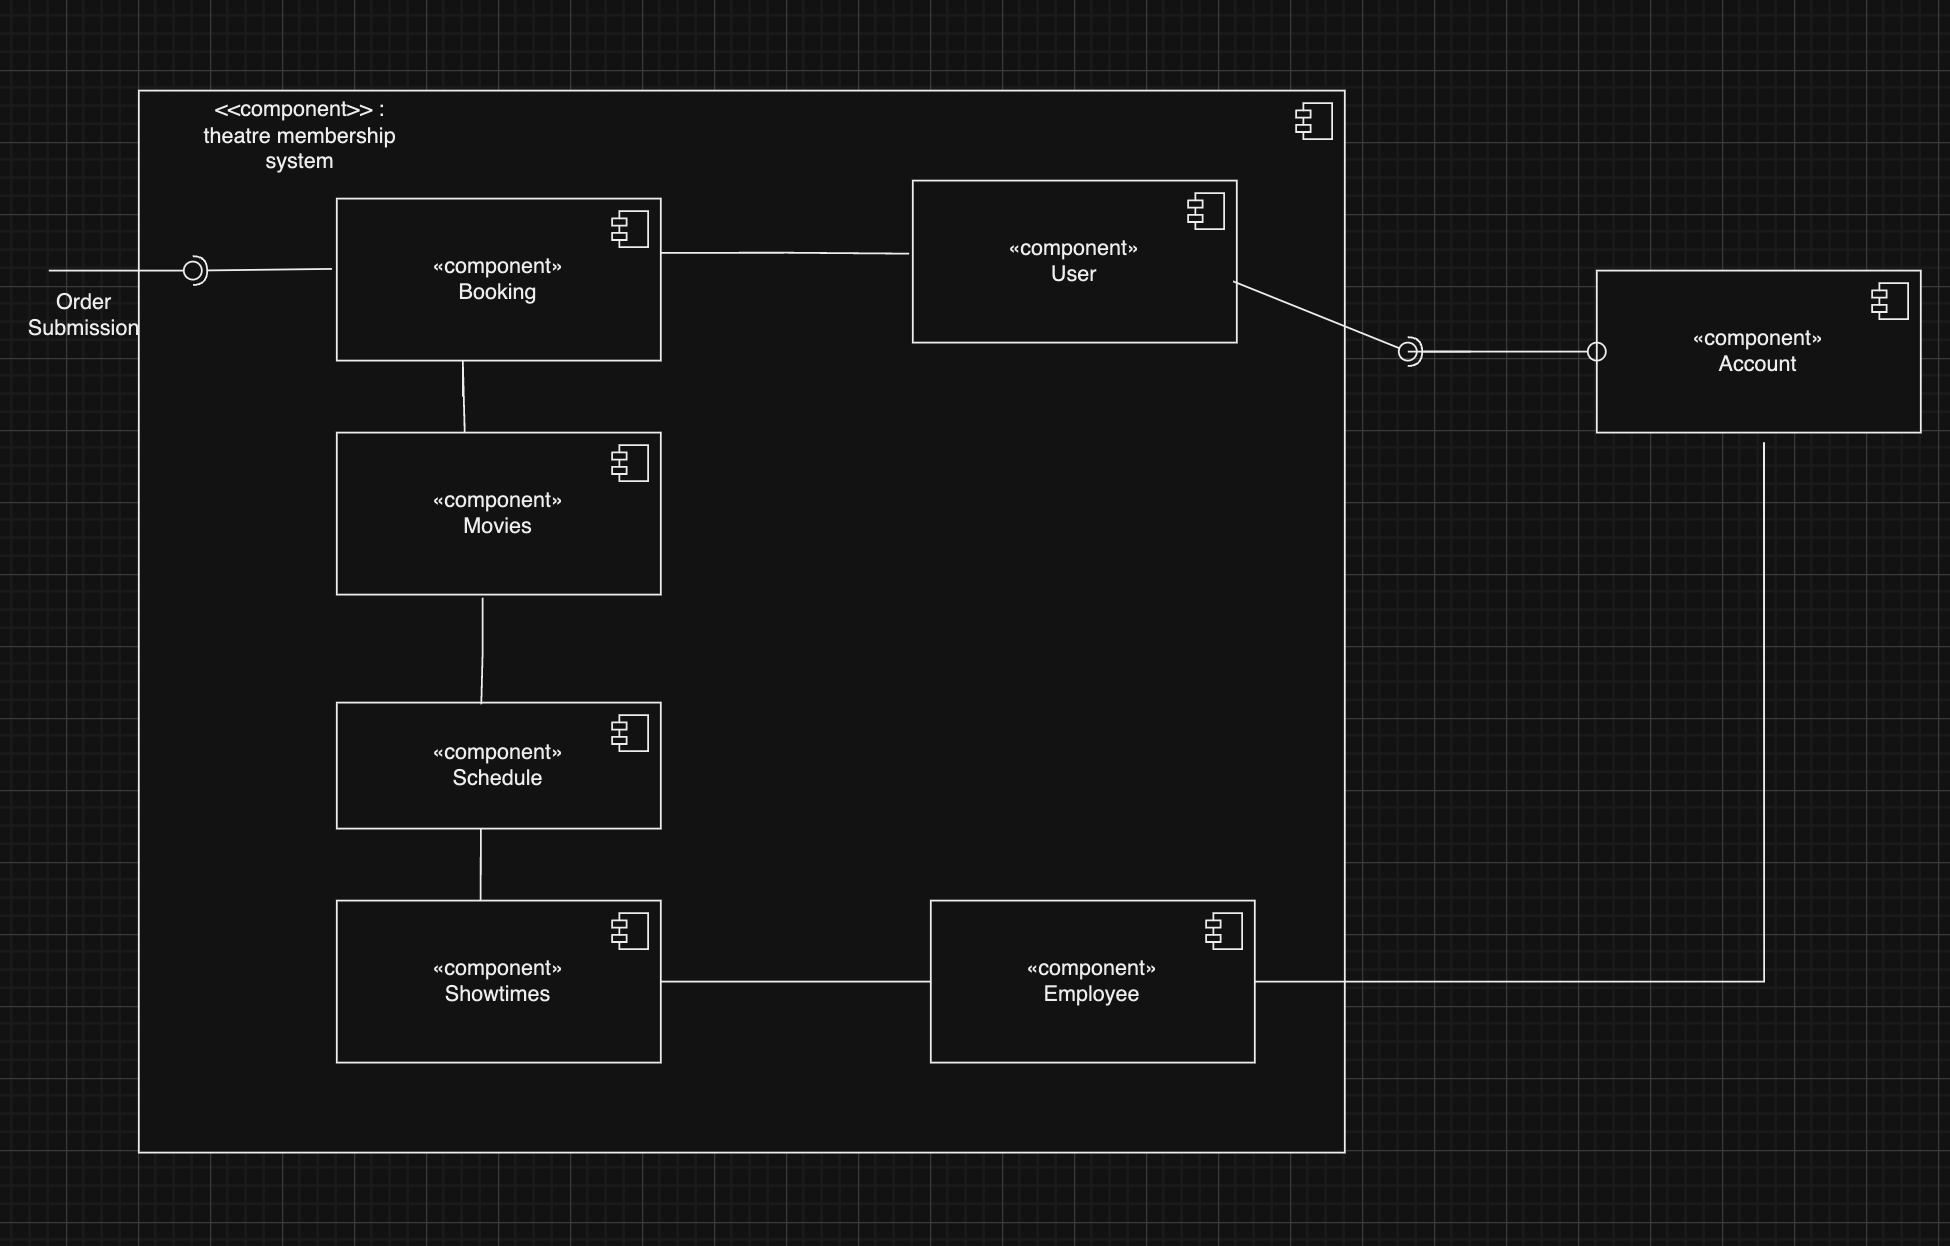 <<component>> :
theatre membership
system
«component»
Booking
«component»
User
Order
Submission
«component»
Account
«component»
Movies
«component»
Schedule
«component»
Showtimes
«component»
Employee